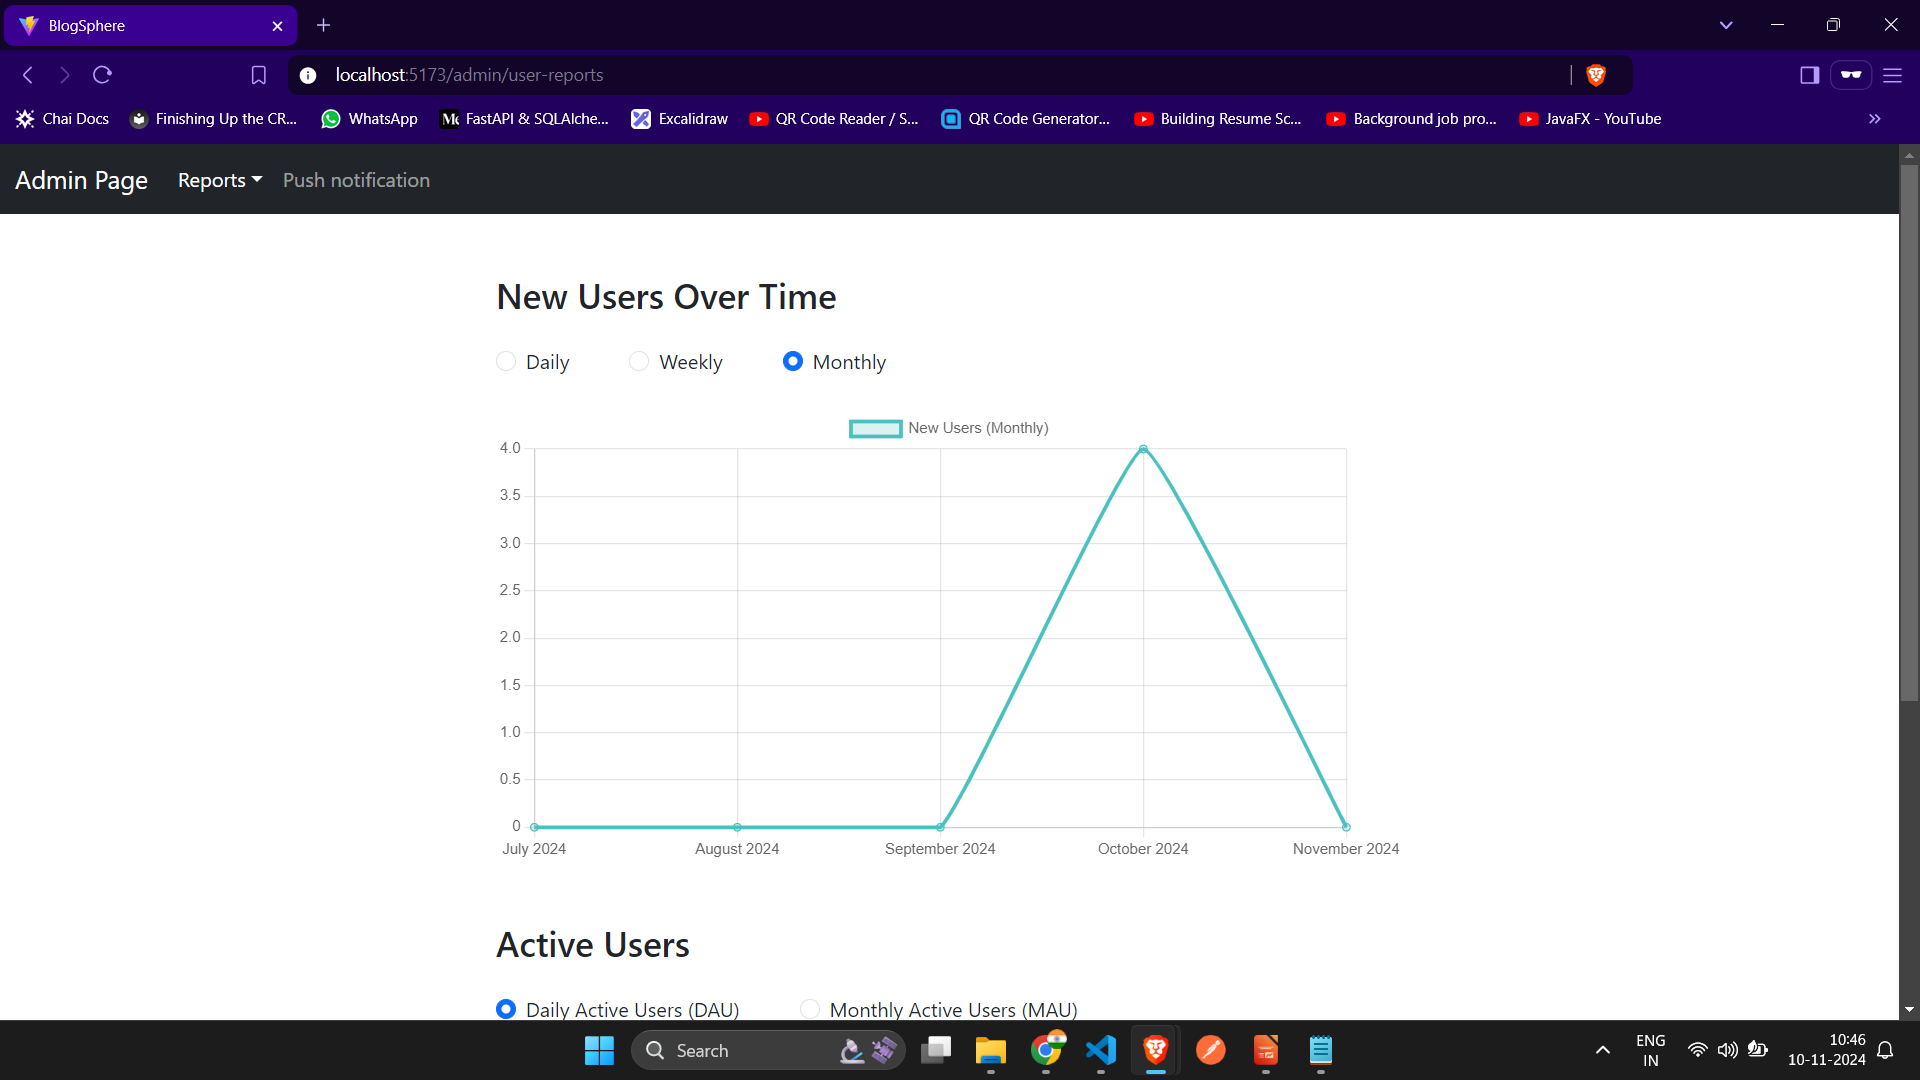 BlogSphere
localhost:5173/admin/user-reports
Chai Docs
Finishing Up the CR...
WhatsApp
FastAPI & SQLAlche...
Excalidraw
QR Code Reader / S...
QR Code Generator...
Building Resume Sc...
Background job pro...
JavaFX - YouTube
Admin Page
Reports
Push notification
New Users Over Time
Daily
Weekly
Monthly
New Users (Monthly)
4.0
3.5
3.0
2.5
2.0
1.5
1.0
0.5
0
July 2024
August 2024
September 2024
October 2024
November 2024
Active Users
Daily Active Users (DAU)
Monthly Active Users (MAU)
Search
ENG
IN
10:46
10-11-2024